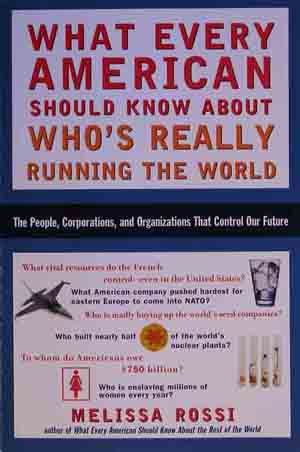 WHAT EVERY
AMERICAN
SHOULD KNOW ABOUT
WHO'S REALLY
RUNNING THE WORLD
The People, Corporations, and Organizations That Control Our Future
What vital resources do the French
control—even in the United States?
What American company pushed hardest for
eastern Europe to come into NATO?
Who is madly buying up the world's seed companies?
Who built nearly half of the world's
nuclear plants?
To whom do Americans owe
$750 billion?
Who is enslaving millions of
women every year?
MELISSA ROSSI
author of What Every American Should Know About the Rest of the World